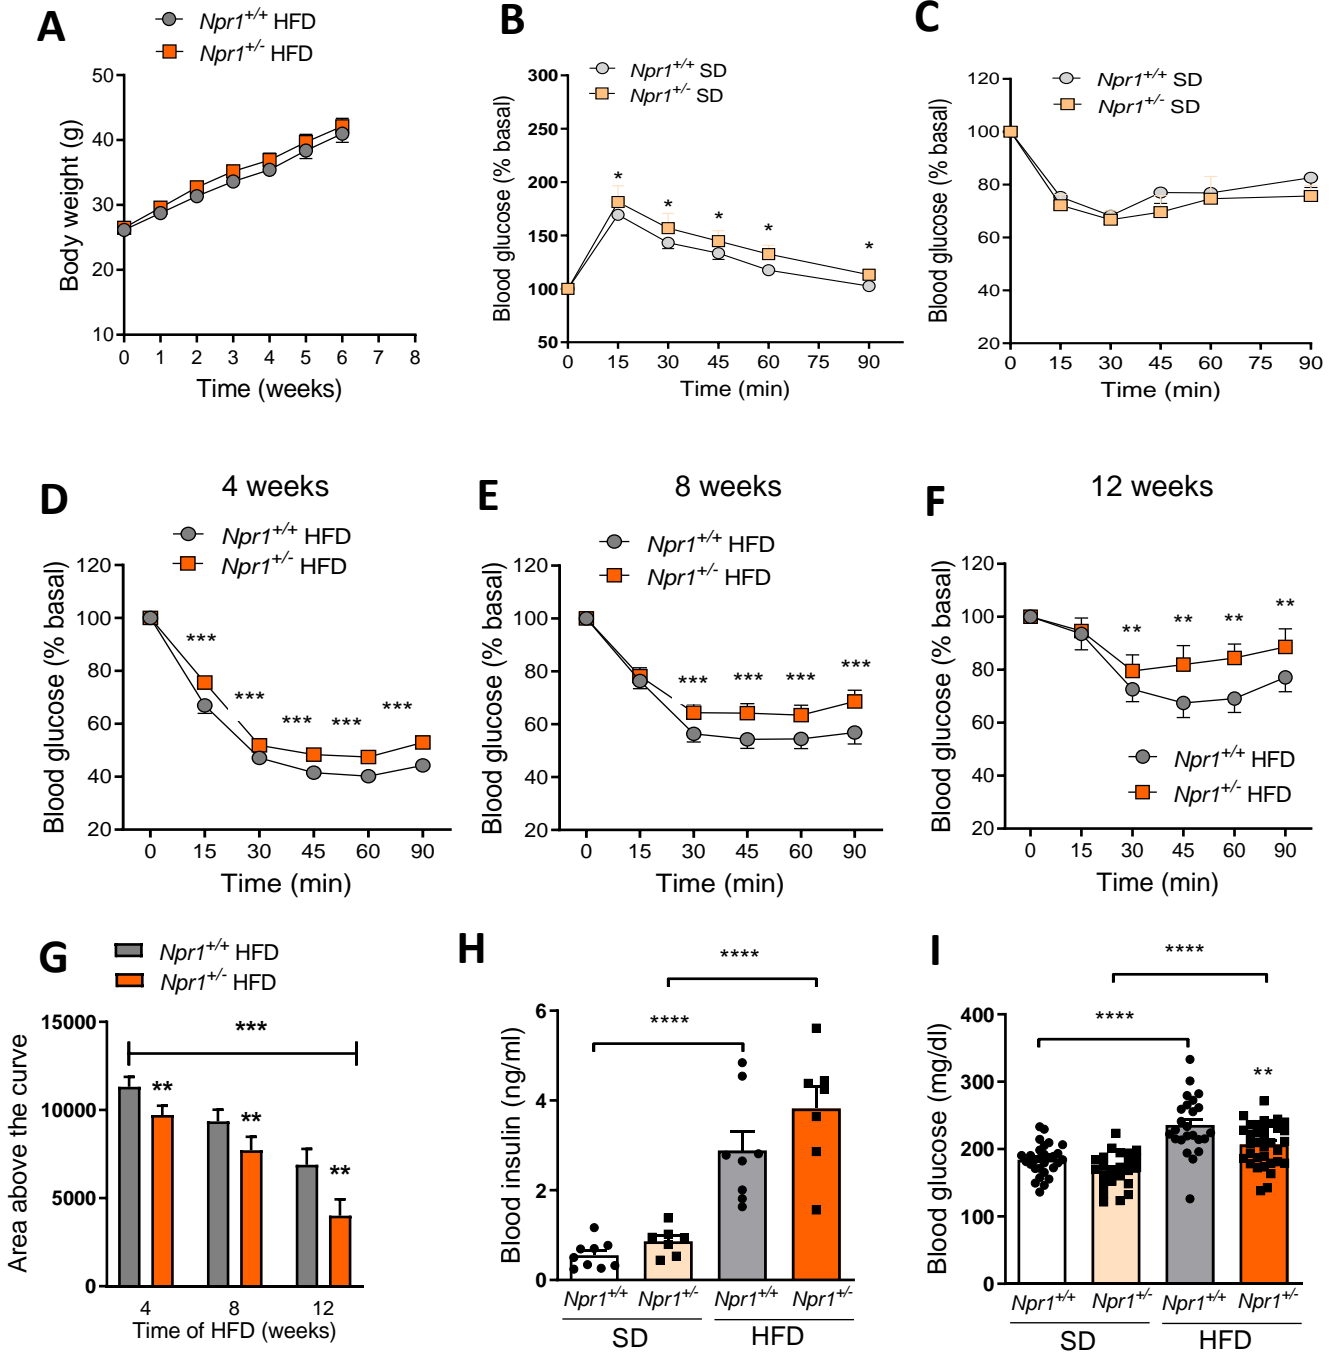 A
Npr1+/+ HFD
Npr1+/- HFD
Body weight (g)
50
40
30
20
10
0 1 2 3 4 5 6 7 8
Time (weeks)
B
Npr1+/+ SD
Npr1+/- SD
Blood glucose (% basal)
300
250
200
150
100
50
* * * * *
0 15 30 45 60 75 90
Time (min)
C
Npr1+/+ SD
Npr1+/- SD
Blood glucose (% basal)
120
100
80
60
40
20
0 15 30 45 60 75 90
Time (min)
D
4 weeks
Npr1+/+ HFD
Npr1+/- HFD
Blood glucose (% basal)
120
100
80
60
40
20
*** *** *** *** ***
0 15 30 45 60 90
Time (min)
E
8 weeks
Npr1+/+ HFD
Npr1+/- HFD
Blood glucose (% basal)
120
100
80
60
40
20
*** *** *** ***
0 15 30 45 60 90
Time (min)
F
12 weeks
Blood glucose (% basal)
120
100
80
60
40
20
** ** ** **
Npr1+/+ HFD
Npr1+/- HFD
0 15 30 45 60 90
Time (min)
G
Npr1+/+ HFD
Npr1+/- HFD
Area above the curve
15000
10000
5000
0
***
** ** **
4 8 12
Time of HFD (weeks)
H
Blood insulin (ng/ml)
6
4
2
0
****
****
Npr1+/+ Npr1+/- Npr1+/+ Npr1+/-
SD HFD
I
Blood glucose (mg/dl)
400
300
200
100
0
****
****
**
Npr1+/+ Npr1+/- Npr1+/+ Npr1+/-
SD HFD